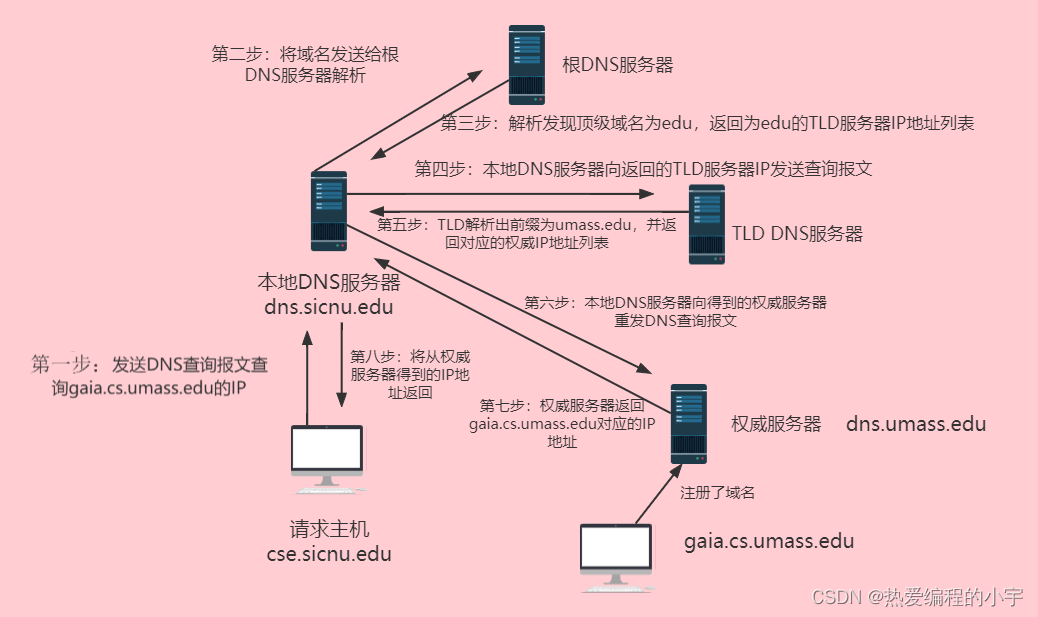 第二步：将域名发送给根
DNS服务器解析
根DNS服务器
第三步：解析发现顶级域名为edu，返回为edu的TLD服务器IP地址列表
第四步：本地DNS服务器向返回的TLD服务器IP发送查询报文
第五步：TLD解析出前缀为umass.edu，并返
回对应的权威IP地址列表
TLD DNS服务器
本地DNS服务器
dns.sicnu.edu
第六步：本地DNS服务器向得到的权威服务器
重发DNS查询报文
第一步：发送DNS查询报文查
询gaia.cs.umass.edu的IP
第八步：将从权威
服务器得到的IP地
址返回
第七步：权威服务器返回
gaia.cs.umass.edu对应的IP
地址
权威服务器 dns.umass.edu
注册了域名
请求主机
cse.sicnu.edu
gaia.cs.umass.edu
CSDN @热爱编程的小宇